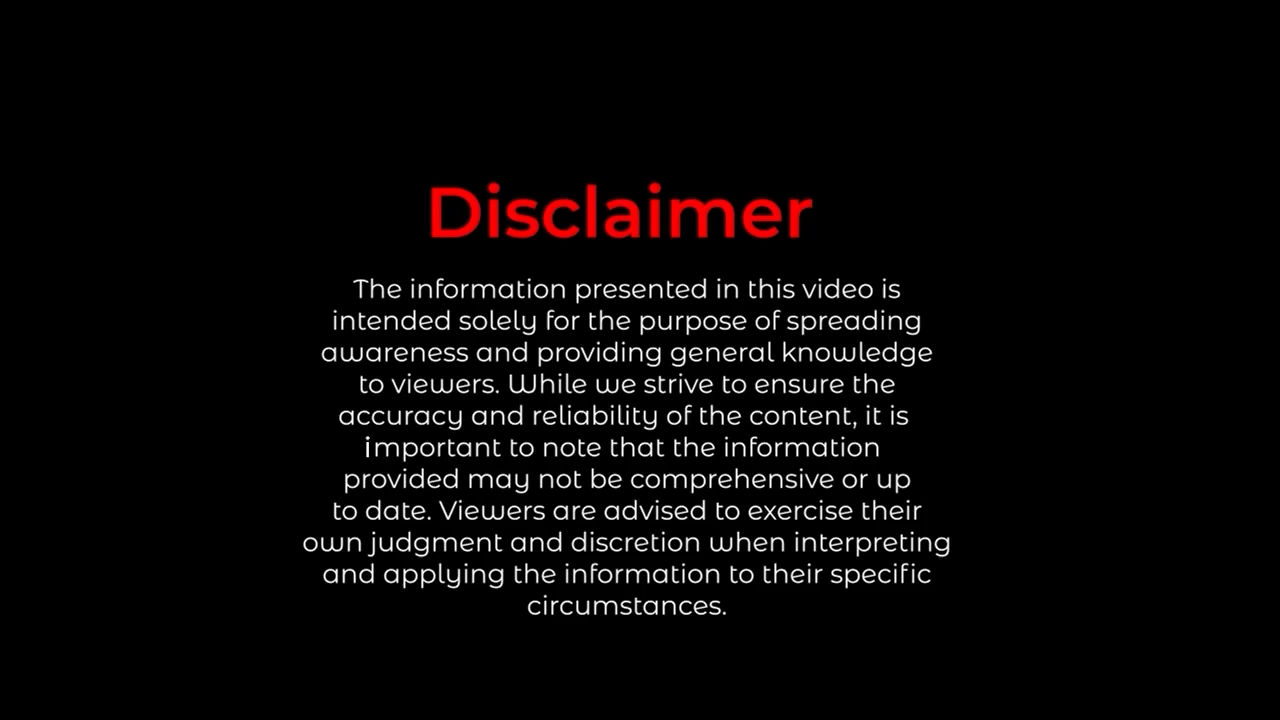 Disclaimer
The information presented in this video is
intended solely for the purpose of spreading
awareness and providing general knowledge
to viewers. While we strive to ensure the
accuracy and reliability of the content, it is
important to note that the information
provided may not be comprehensive or up
to date. Viewers are advised to exercise their
own judgment and discretion when interpreting
and applying the information to their specific
circumstances.